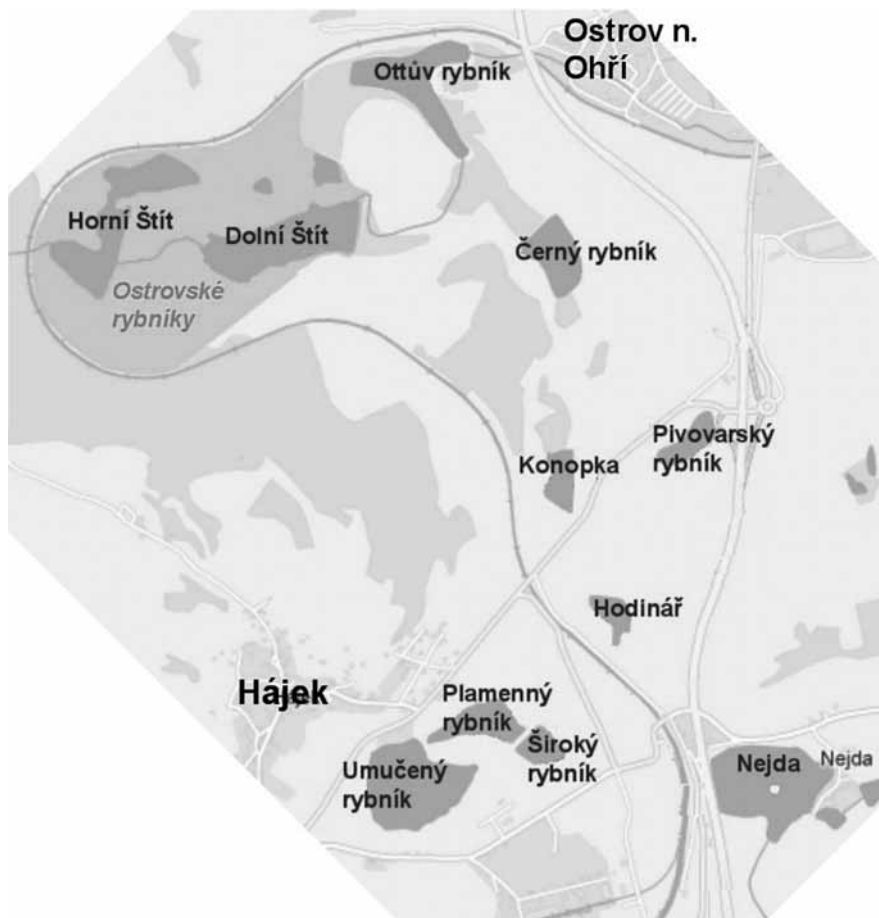 Ostrov n.
Ohří
Ottův rybník
Horní Štít
Dolní Štít
Černý rybník
Ostrovské
rybníky
Pivovarský
rybník
Konopka
Hodinář
Hájek
Plamenný
rybník
Široký
rybník
Umučený
rybník
Nejda
Nejda